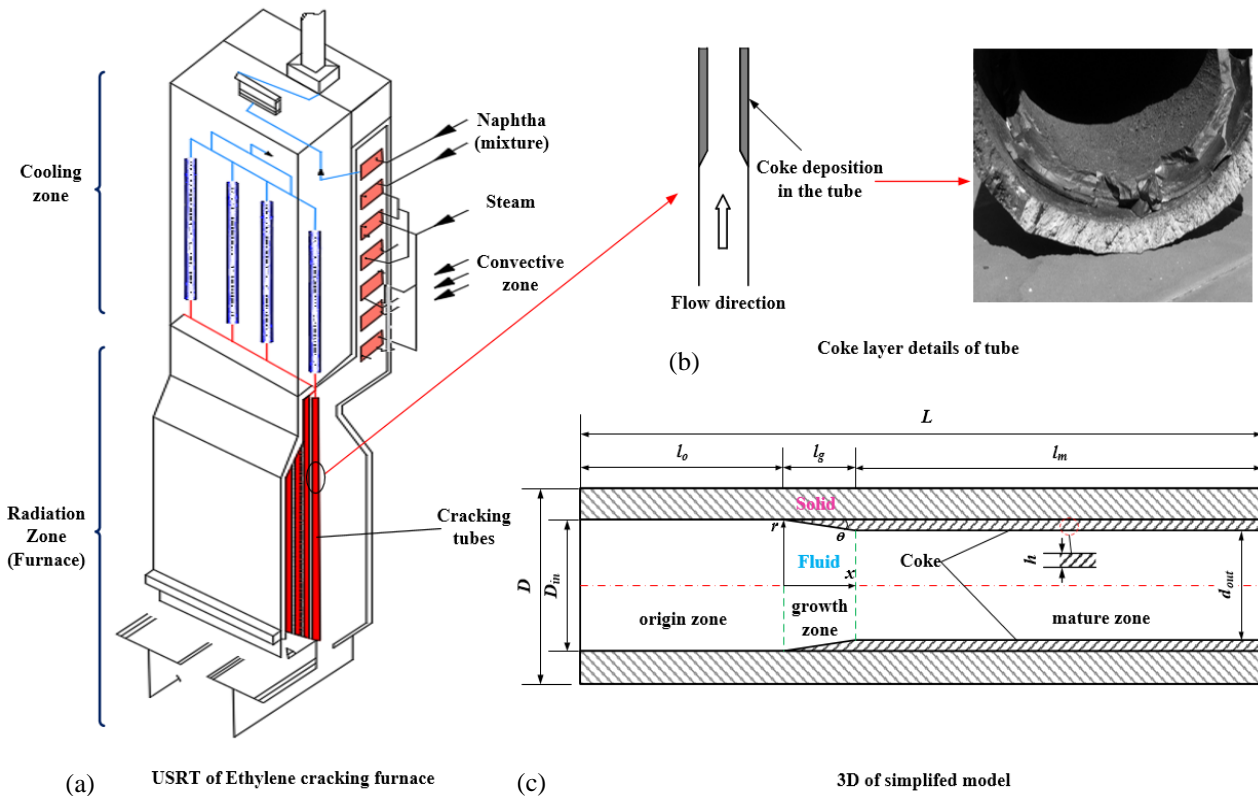 Cooling
zone
Radiation
Zone
(Furnace)
Naphtha
(mixture)
Steam
Convective
zone
Cracking
tubes
(a)
USRT of Ethylene cracking furnace
Coke deposition
in the tube
Flow direction
(b)
Coke layer details of tube
L
lo
lg
lm
Solid
r
θ
Fluid
x
Coke
h
D
Din
dout
origin zone
growth
zone
mature zone
(c)
3D of simplifed model